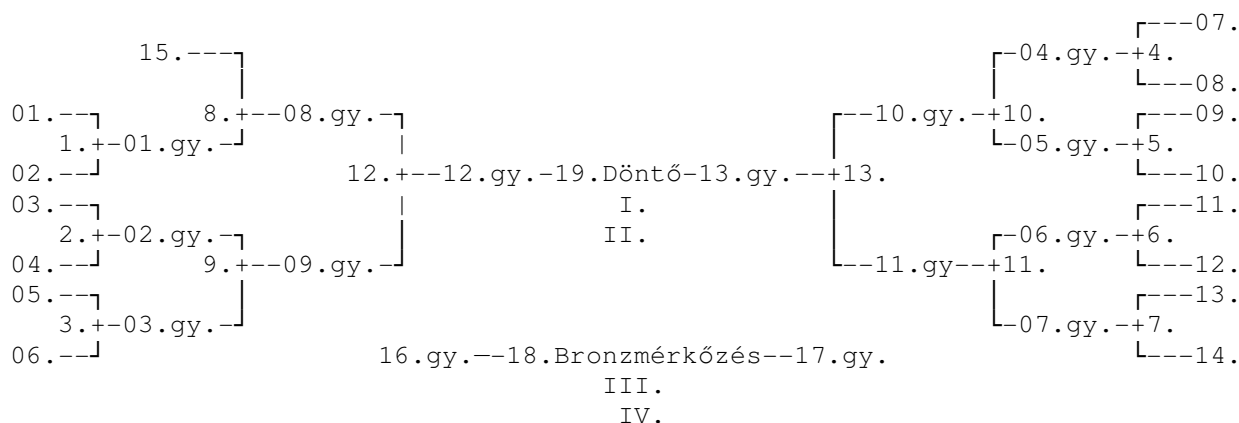 ┌---07.
15.---┐ ┌-04.gy.-+4.
│ │ └---08.
01.--┐ 8.+--08.gy.-┐ ┌--10.gy.-+10. ┌---09.
1.+-01.gy.-┘ | │ └-05.gy.-+5.
02.--┘ 12.+--12.gy.-19.Döntő-13.gy.--+13. └---10.
03.--┐ | I. │ ┌---11.
2.+-02.gy.-┐ │ II. │ ┌-06.gy.-+6.
04.--┘ 9.+--09.gy.-┘ └--11.gy--+11. └---12.
05.--┐ │ │ ┌---13.
3.+-03.gy.-┘ └-07.gy.-+7.
06.--┘ 16.gy.—-18.Bronzmérkőzés--17.gy. └---14.
III.
IV.